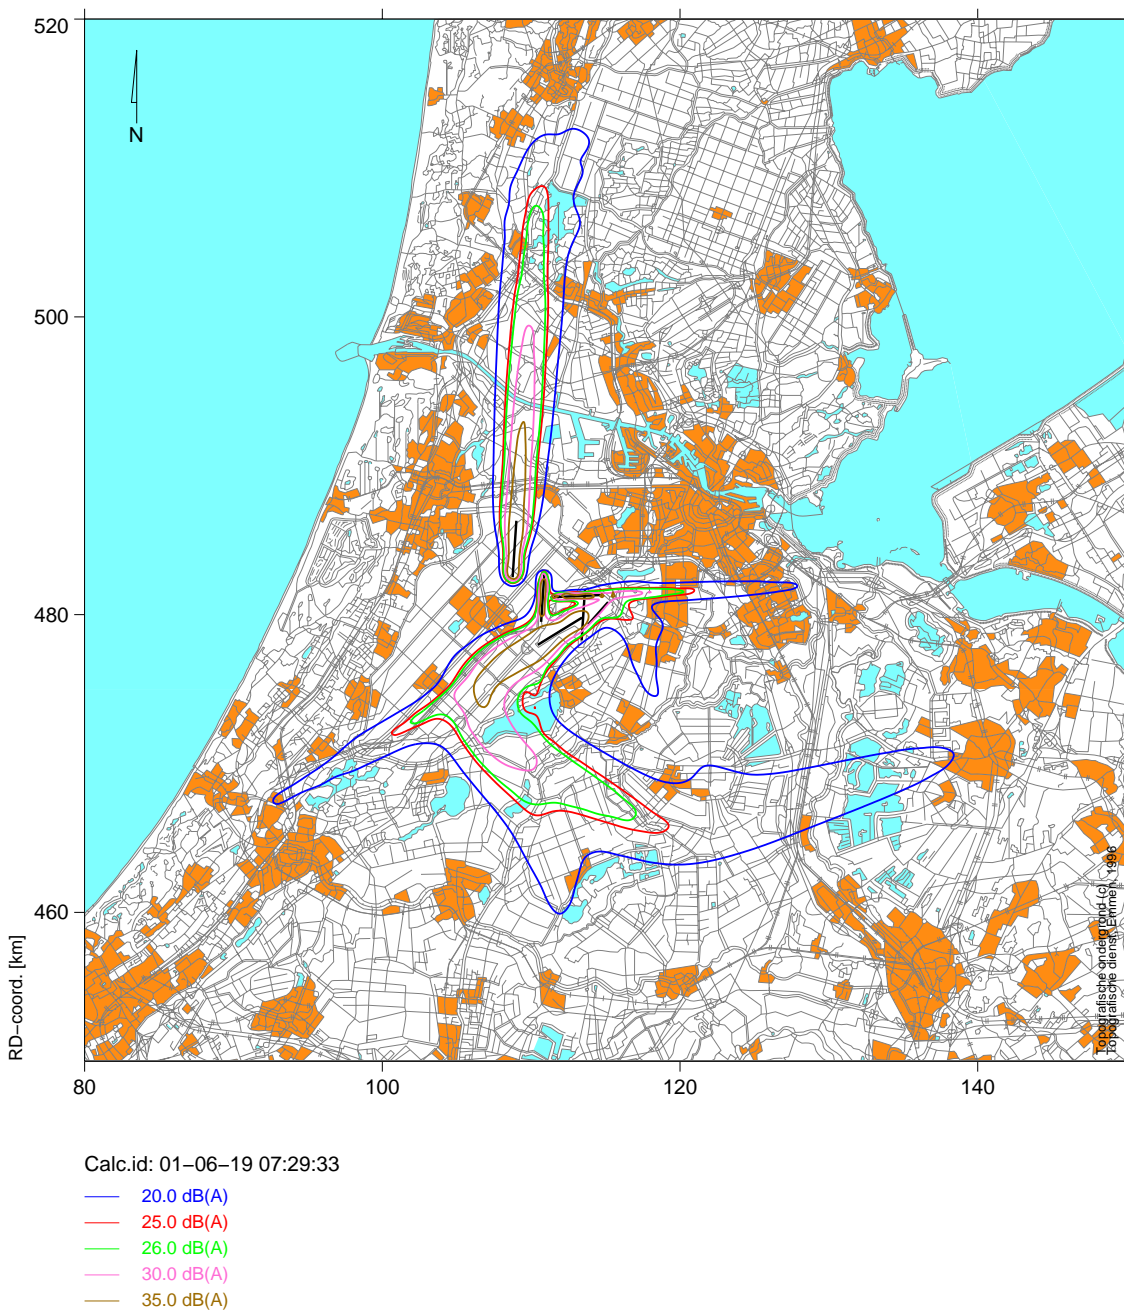 520
N
500
480
460
RD−coord. [km]
80
100
120
140
Topografische ondergrond (c)
Topografische dienst, Emmen, 1996
Calc.id: 01−06−19 07:29:33
20.0 dB(A)
25.0 dB(A)
26.0 dB(A)
30.0 dB(A)
35.0 dB(A)